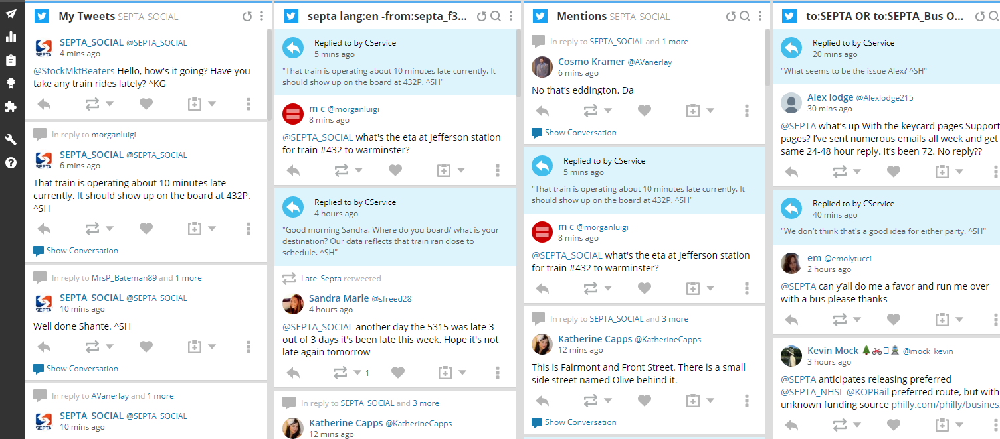 My Tweets SEPTA_SOCIAL
SEPTA_SOCIAL @SEPTA_SOCIAL
4 mins ago
@StockMktBeaters Hello, how's it going? Have you
take any train rides lately? ^KG
In reply to morganluigi
SEPTA_SOCIAL @SEPTA_SOCIAL
6 mins ago
That train is operating about 10 minutes late
currently. It should show up on the board at 432P.
^SH
Show Conversation
In reply to MrsP_Bateman89 and 1 more
SEPTA_SOCIAL @SEPTA_SOCIAL
10 mins ago
Well done Shante. ^SH
Show Conversation
In reply to AVanerlay and 1 more
SEPTA_SOCIAL @SEPTA_SOCIAL
10 mins ago
septa lang:en -from:septa_f3...
Replied to by CService
5 mins ago
"That train is operating about 10 minutes late currently. It
should show up on the board at 432P. ^SH"
m c @morganluigi
8 mins ago
@SEPTA_SOCIAL what's the eta at Jefferson station
for train #432 to warminster?
Replied to by CService
4 hours ago
"Good morning Sandra. Where do you board/ what is your
destination? Our data reflects that train ran close to
schedule. ^SH"
Late_Septa retweeted
Sandra Marie @sfreed28
4 hours ago
@SEPTA_SOCIAL another day the 5315 was late 3
out of 3 days it's been late this week. Hope it's not
late again tomorrow
1
In reply to SEPTA_SOCIAL and 3 more
Katherine Capps @KatherineCapps
12 mins ago
Mentions SEPTA_SOCIAL
In reply to SEPTA_SOCIAL and 1 more
Cosmo Kramer @AVanerlay
6 mins ago
No that’s eddington. Da
Show Conversation
Replied to by CService
5 mins ago
"That train is operating about 10 minutes late currently. It
should show up on the board at 432P. ^SH"
m c @morganluigi
8 mins ago
@SEPTA_SOCIAL what's the eta at Jefferson station
for train #432 to warminster?
In reply to SEPTA_SOCIAL and 3 more
Katherine Capps @KatherineCapps
12 mins ago
This is Fairmont and Front Street. There is a small
side street named Olive behind it.
Show Conversation
to:SEPTA OR to:SEPTA_Bus O...
Replied to by CService
20 mins ago
"What seems to be the issue Alex? ^SH"
Alex lodge @Alexlodge215
30 mins ago
@SEPTA what’s up With the keycard pages Support
pages? I’ve sent numerous emails all week and get
same 24-48 hour reply. It’s been 72. No reply??
Replied to by CService
40 mins ago
"We don't think that's a good idea for either party. ^SH"
em @emolytucci
2 hours ago
@SEPTA can y’all do me a favor and run me over
with a bus please thanks
Kevin Mock @mock_kevin
3 hours ago
@SEPTA anticipates releasing preferred
@SEPTA_NHSL @KOPRail preferred route, but with
unknown funding source philly.com/philly/busines